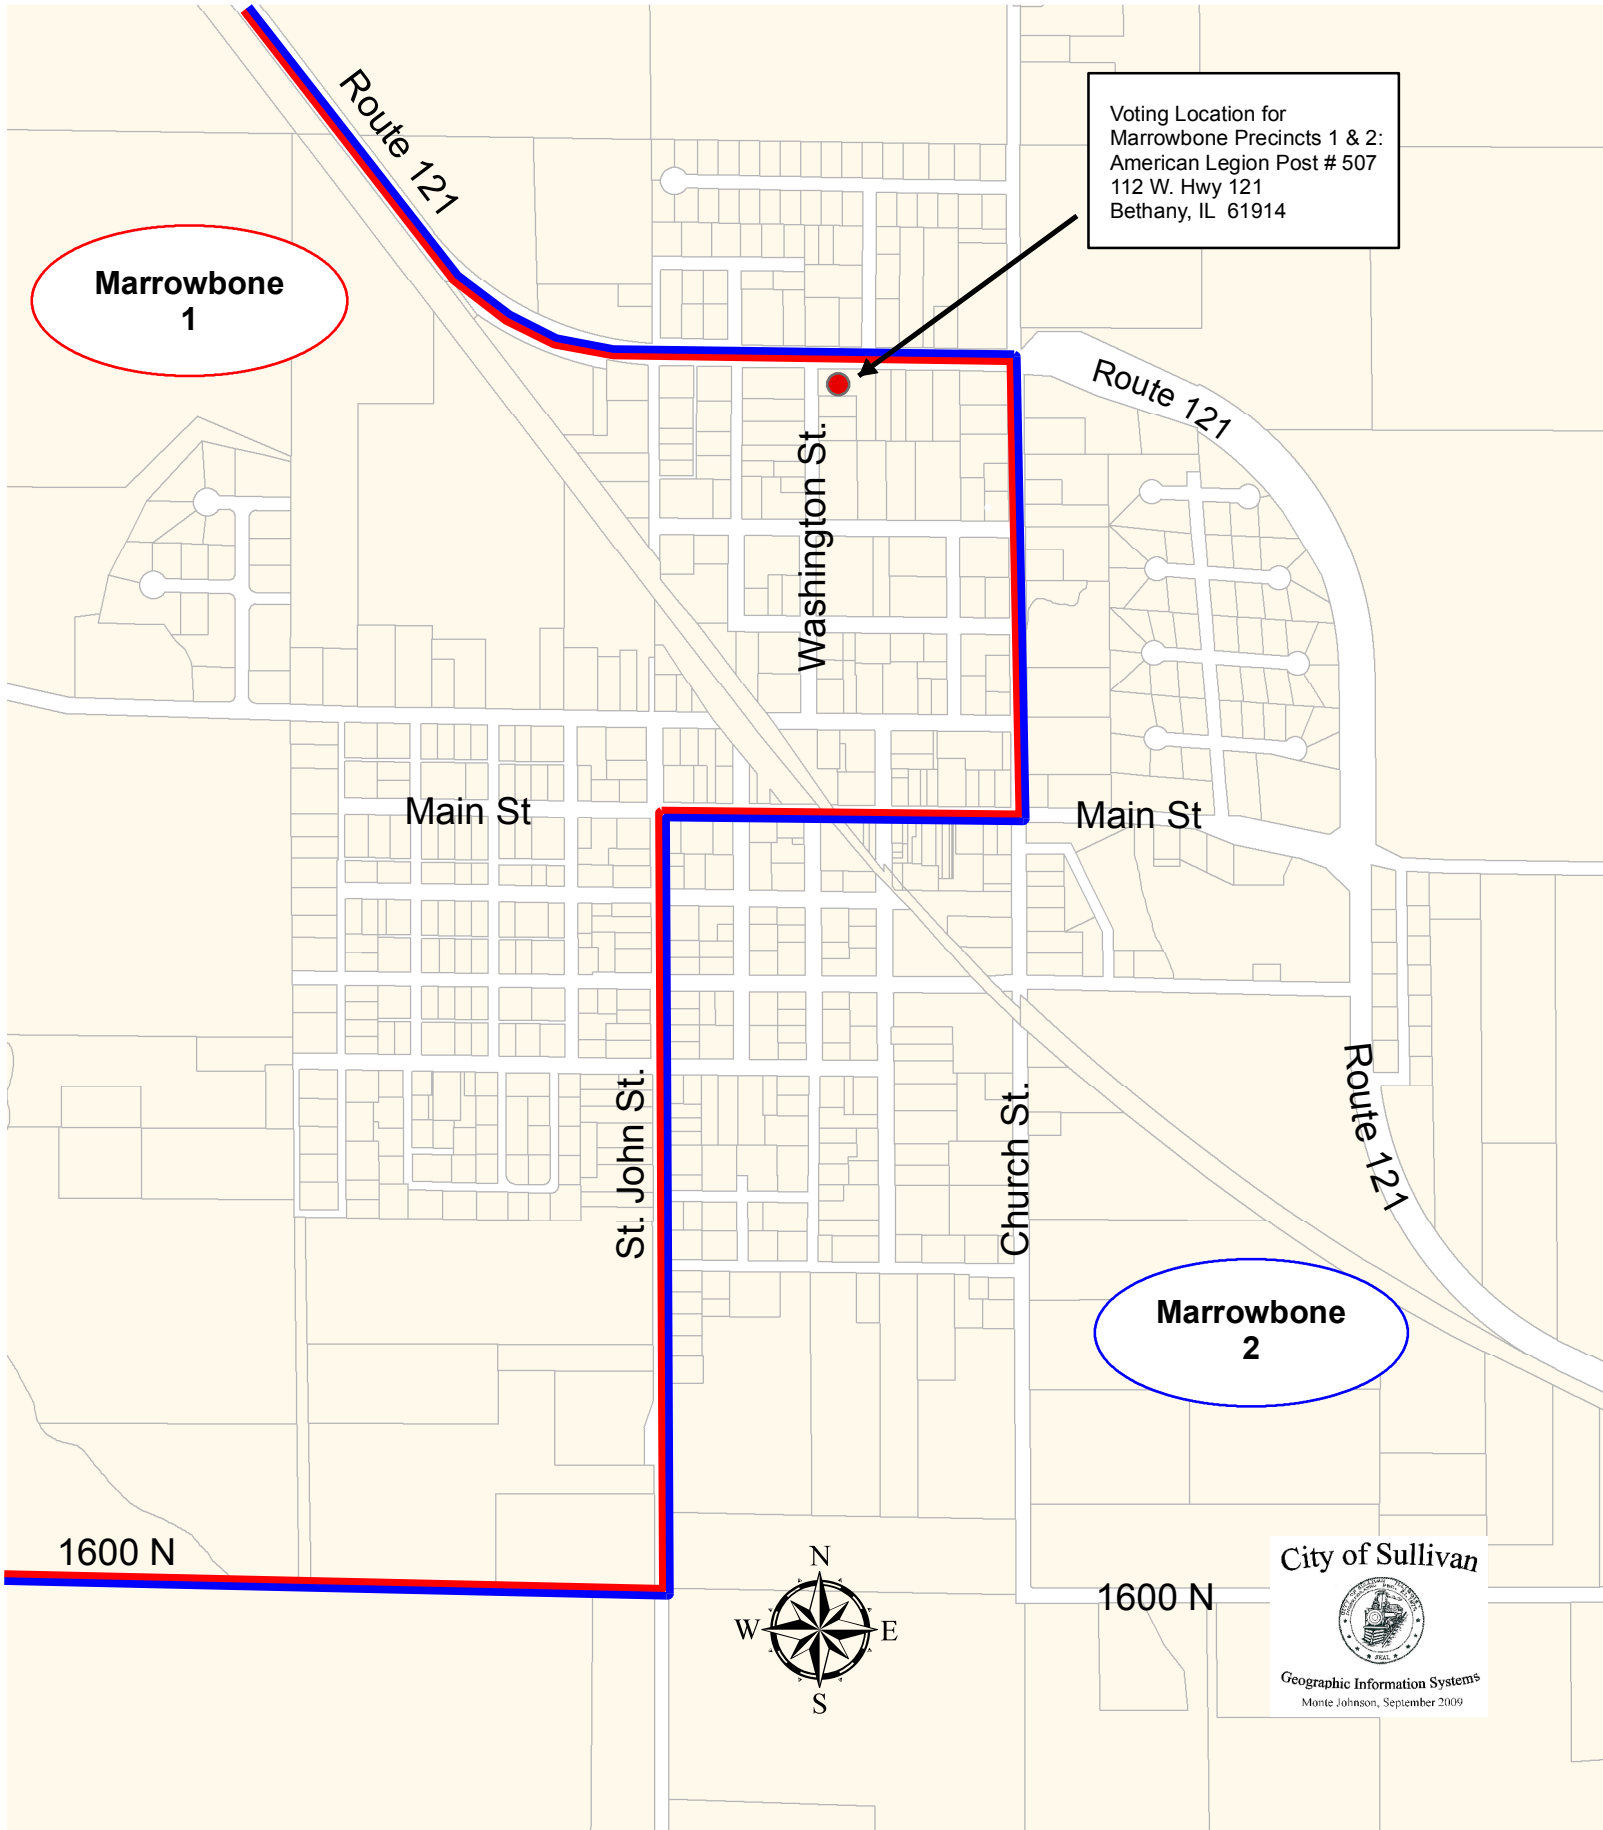 Route 121
Voting Location for
Marrowbone Precincts 1 & 2:
American Legion Post # 507
112 W. Hwy 121
Bethany, IL  61914
Marrowbone
1
Route 121
Washington St.
Main St
Main St
Route 121
St. John St.
Church St.
Marrowbone
2
1600 N
1600 N
N
W
E
S
City of Sullivan
SEAL
Geographic Information Systems
Monte Johnson, September 2009